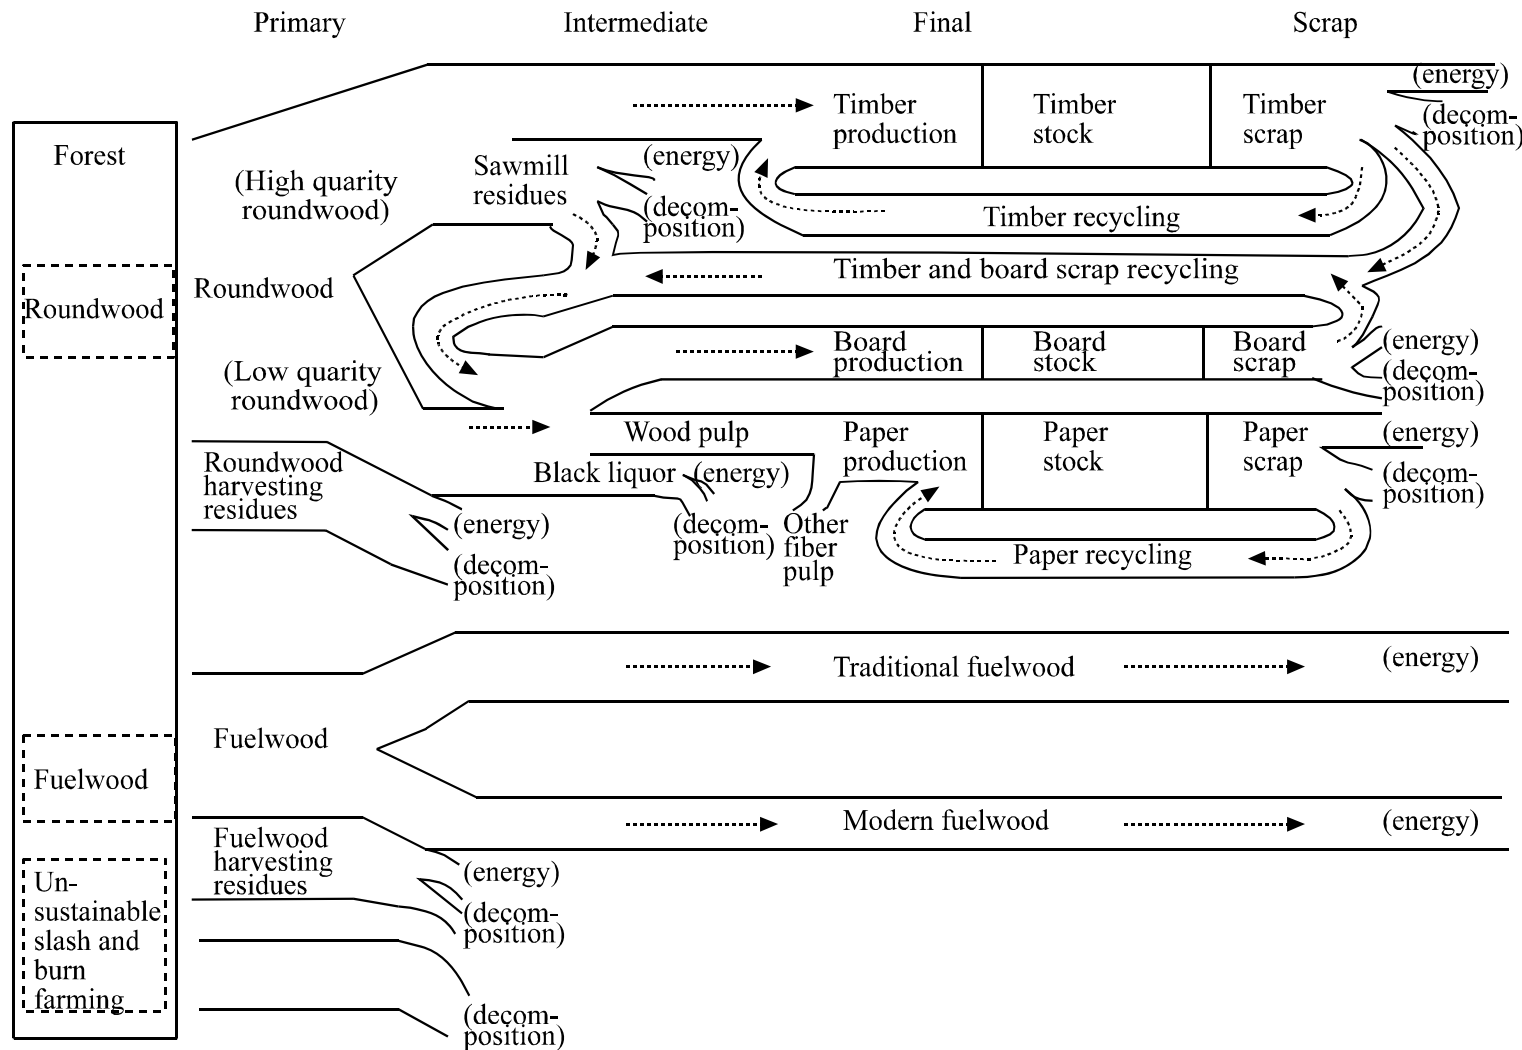 Primary
Intermediate
Final
Scrap
Forest
Roundwood
Fuelwood
Un-
sustainable
slash and
burn
farming
(High quarity
roundwood)
Roundwood
(Low quarity
roundwood)
Roundwood
harvesting
residues
(energy)
(decom-
position)
Sawmill
residues
(energy)
(decom-
position)
Timber
production
Timber
stock
Timber
scrap
(energy)
(decom-
position)
Timber recycling
Timber and board scrap recycling
Board
production
Board
stock
Board
scrap
(energy)
(decom-
position)
Wood pulp
Black liquor
(energy)
(decom-
position)
Other
fiber
pulp
Paper
production
Paper
stock
Paper
scrap
(energy)
(decom-
position)
Paper recycling
Traditional fuelwood
(energy)
Fuelwood
Modern fuelwood
(energy)
Fuelwood
harvesting
residues
(energy)
(decom-
position)
(decom-
position)